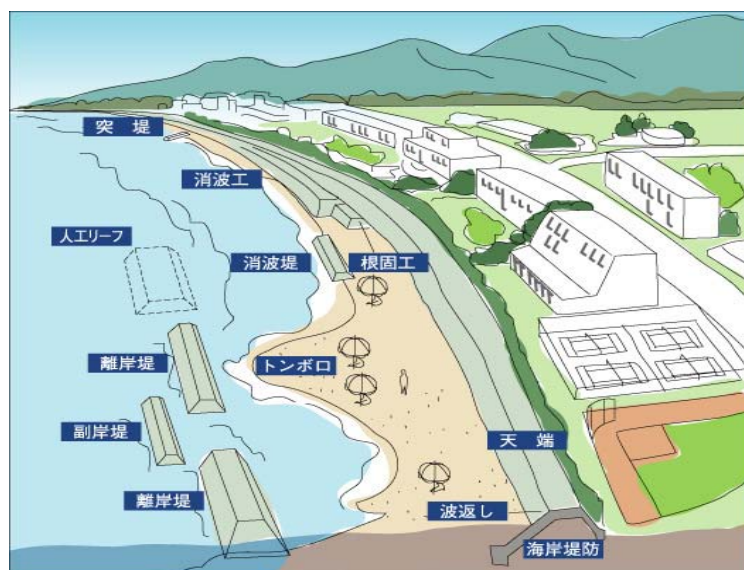 突堤
消波工
人工リーフ
消波堤
根固工
離岸堤
トンボロ
副岸堤
天端
離岸堤
波返し
海岸堤防